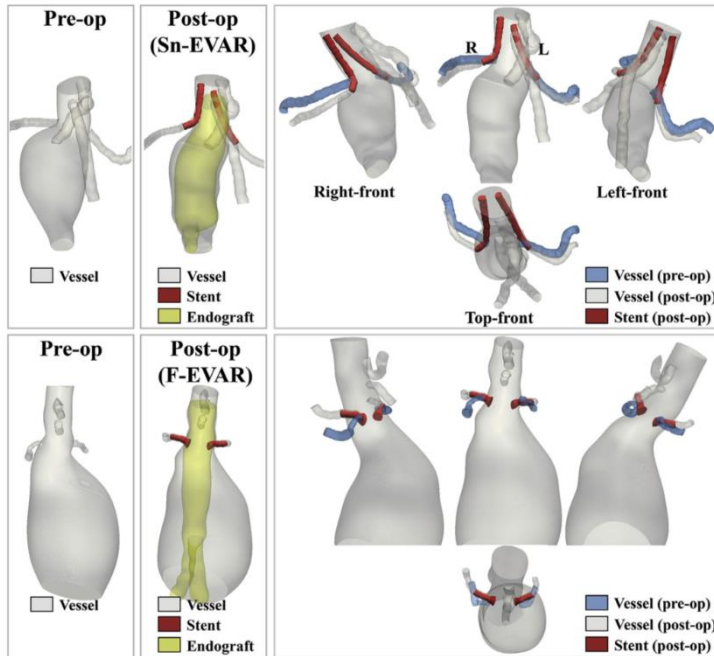 Pre-op
Vessel
Post-op
(Sn-EVAR)
Vessel
Stent
Endograft
R
L
Right-front
Left-front
Top-front
Vessel (pre-op)
Vessel (post-op)
Stent (post-op)
Pre-op
Vessel
Post-op
(F-EVAR)
Vessel
Stent
Endograft
Vessel (pre-op)
Vessel (post-op)
Stent (post-op)